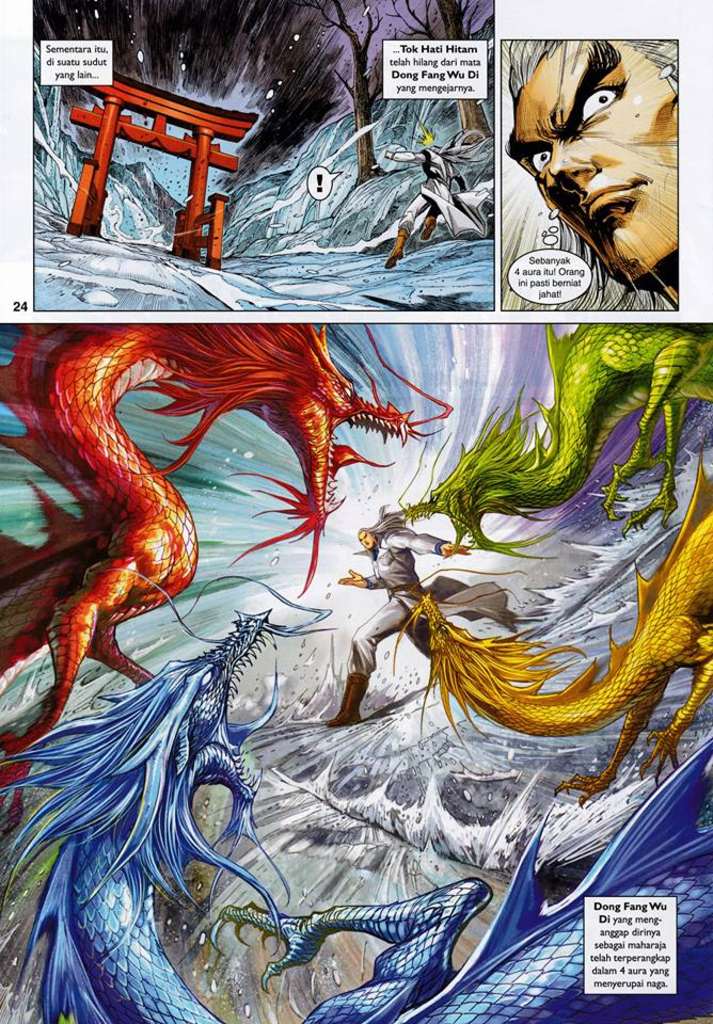 Sementara itu,
di suatu sudut
yang lain...
...Tok Hati Hitam
telah hilang dari mata
Dong Fang Wu Di
yang mengejarnya.
!
Sebanyak
4 aura itu! Orang
ini pasti berniat
jahat!
24
Dong Fang Wu
Di yang meng-
anggap dirinya
sebagai maharaja
telah terperangkap
dalam 4 aura yang
menyerupai naga.